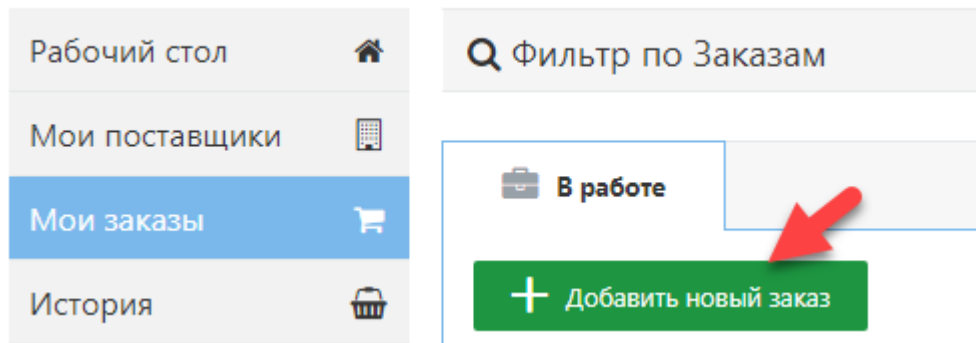 Рабочий стол
Мои поставщики
Мои заказы
История
Фильтр по Заказам
В работе
Добавить новый заказ